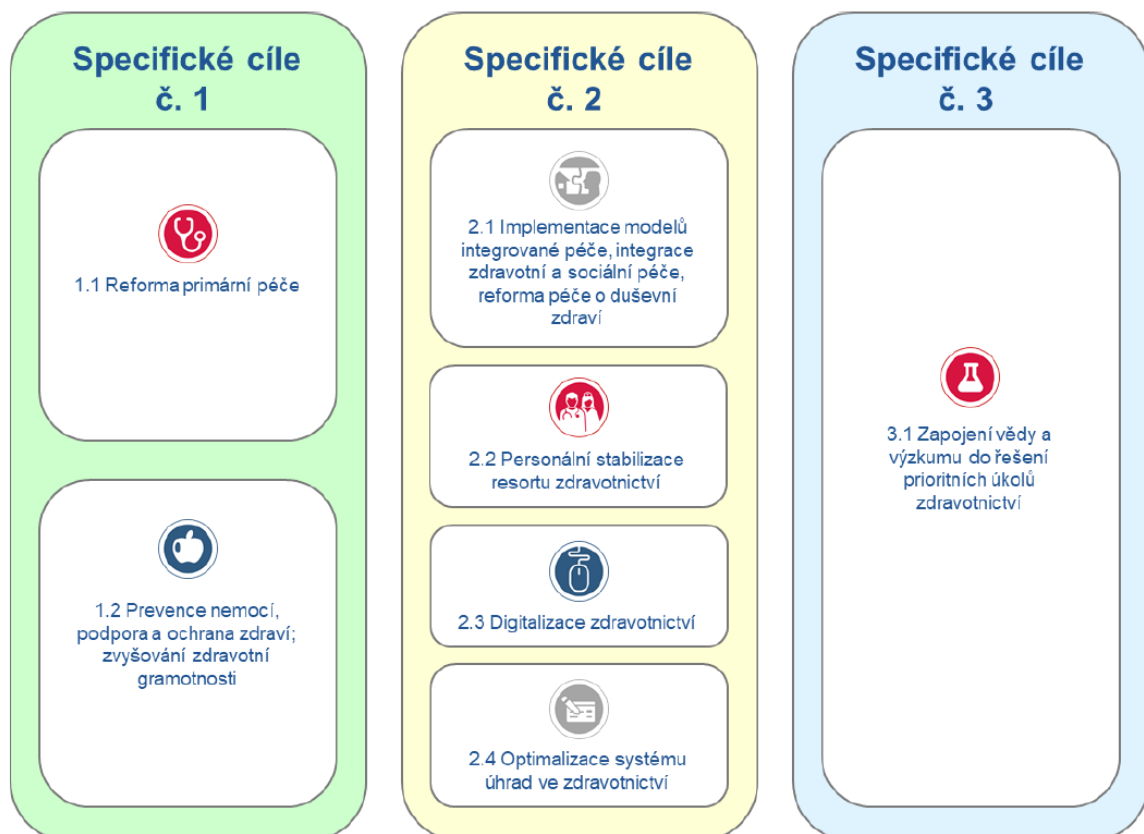 Specifické cíle
č. 1
1.1 Reforma primární péče
1.2 Prevence nemocí,
podpora a ochrana zdraví;
zvyšování zdravotní
gramotnosti
Specifické cíle
č. 2
2.1 Implementace modelů
integrované péče, integrace
zdravotní a sociální péče,
reforma péče o duševní
zdraví
2.2 Personální stabilizace
resortu zdravotnictví
2.3 Digitalizace zdravotnictví
2.4 Optimalizace systému
úhrad ve zdravotnictví
Specifické cíle
č. 3
3.1 Zapojení vědy a
výzkumu do řešení
prioritních úkolů
zdravotnictví